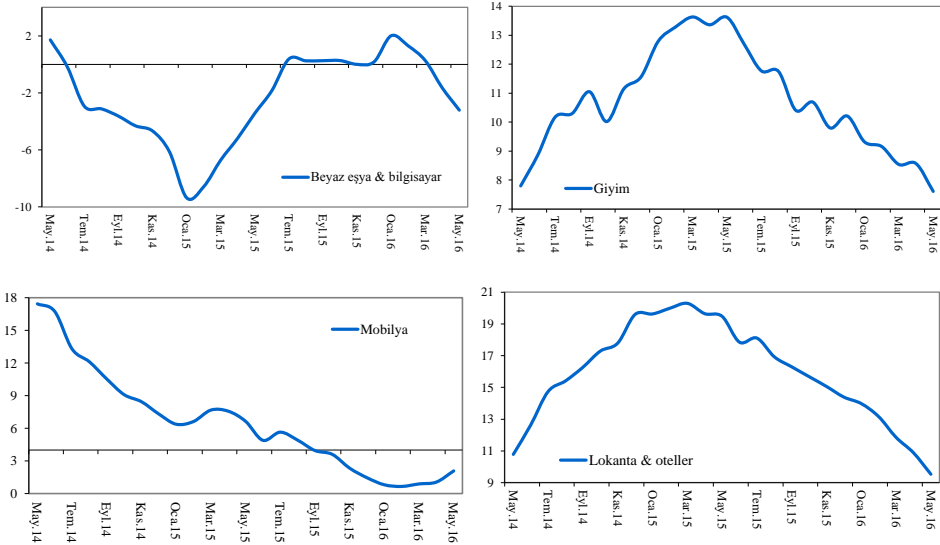 2
-2
-6
-10
Beyaz eşya & bilgisayar
May.14
Tem.14
Eyl.14
Kas.14
Oca.15
Mar.15
May.15
Tem.15
Eyl.15
Kas.15
Oca.16
Mar.16
May.16
14
13
12
11
10
9
8
7
Giyim
May.14
Tem.14
Eyl.14
Kas.14
Oca.15
Mar.15
May.15
Tem.15
Eyl.15
Kas.15
Oca.16
Mar.16
May.16
18
15
12
9
6
3
0
Mobilya
May.14
Tem.14
Eyl.14
Kas.14
Oca.15
Mar.15
May.15
Tem.15
Eyl.15
Kas.15
Oca.16
Mar.16
May.16
21
19
17
15
13
11
9
Lokanta & oteller
May.14
Tem.14
Eyl.14
Kas.14
Oca.15
Mar.15
May.15
Tem.15
Eyl.15
Kas.15
Oca.16
Mar.16
May.16